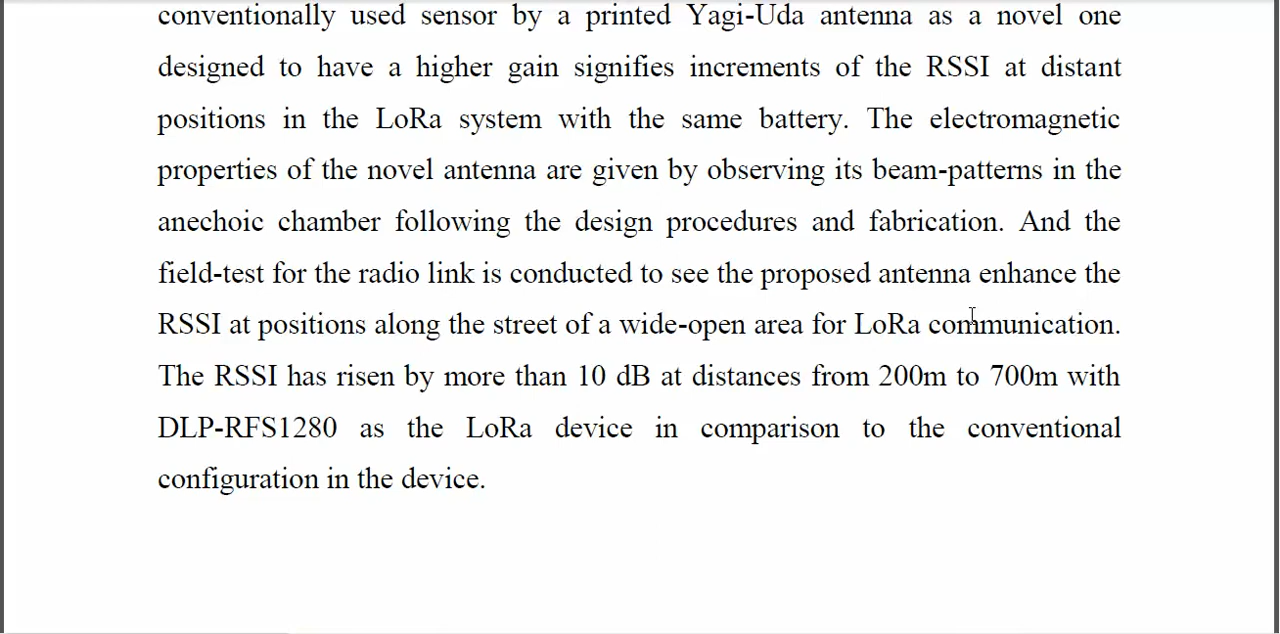 conventionally used sensor by a printed Yagi-Uda antenna as a novel one
designed to have a higher gain signifies increments of the RSSI at distant
positions in the LoRa system with the same battery. The electromagnetic
properties of the novel antenna are given by observing its beam-patterns in the
anechoic chamber following the design procedures and fabrication. And the
field-test for the radio link is conducted to see the proposed antenna enhance the
RSSI at positions along the street of a wide-open area for LoRa communication.
The RSSI has risen by more than 10 dB at distances from 200m to 700m with
DLP-RFS1280 as the LoRa device in comparison to the conventional
configuration in the device.